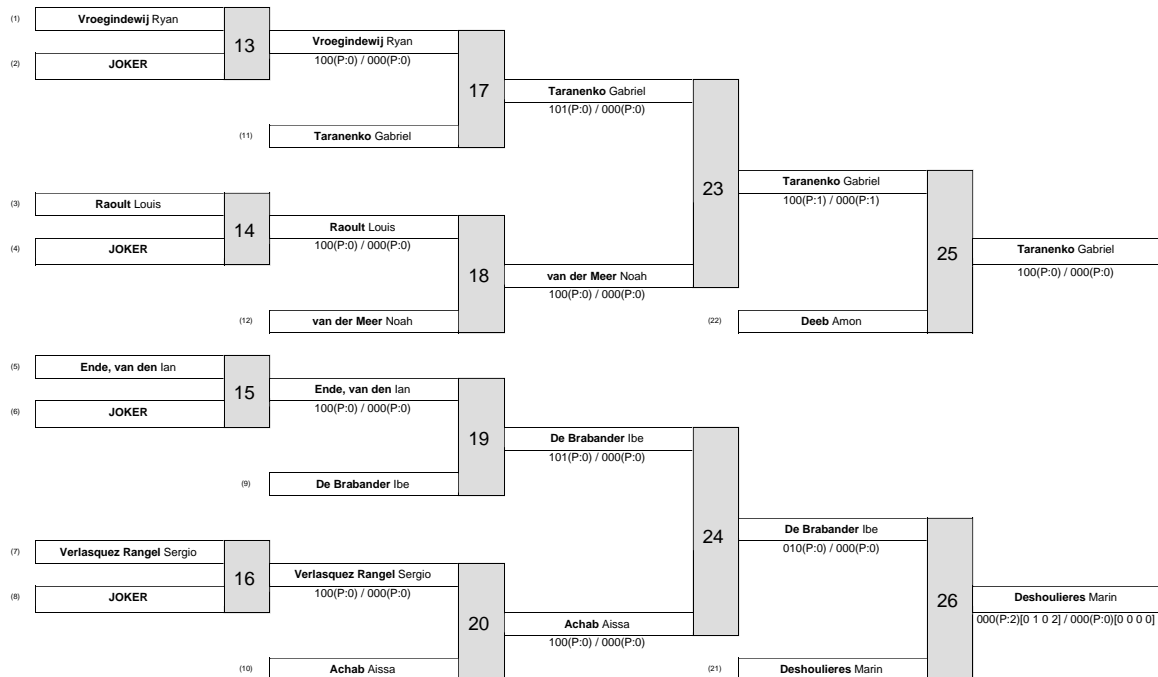 (1) Vroegindewij Ryan
13
Vroegindewij Ryan
(2) JOKER
100(P:0) / 000(P:0)
17
Taranenko Gabriel
101(P:0) / 000(P:0)
(11) Taranenko Gabriel
23
Taranenko Gabriel
100(P:1) / 000(P:1)
(3) Raoult Louis
14
Raoult Louis
(4) JOKER
100(P:0) / 000(P:0)
18
van der Meer Noah
100(P:0) / 000(P:0)
(12) van der Meer Noah
25
Taranenko Gabriel
100(P:0) / 000(P:0)
(22) Deeb Amon
(5) Ende, van den Ian
15
Ende, van den Ian
(6) JOKER
100(P:0) / 000(P:0)
19
De Brabander Ibe
101(P:0) / 000(P:0)
(9) De Brabander Ibe
24
De Brabander Ibe
010(P:0) / 000(P:0)
(7) Verlasquez Rangel Sergio
16
Verlasquez Rangel Sergio
(8) JOKER
100(P:0) / 000(P:0)
20
Achab Aissa
100(P:0) / 000(P:0)
(10) Achab Aissa
26
Deshoulieres Marin
000(P:2)[0 1 0 2] / 000(P:0)[0 0 0 0]
(21) Deshoulieres Marin